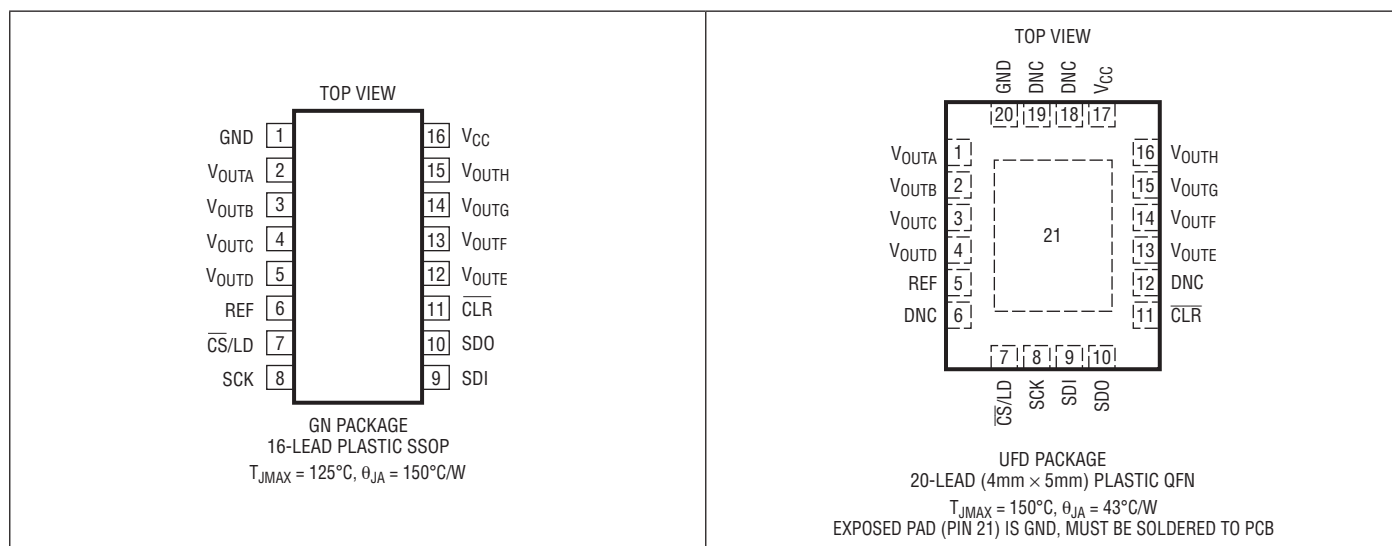 TOP VIEW
GND 1 16 VCC
VOUTA 2 15 VOUTH
VOUTB 3 14 VOUTG
VOUTC 4 13 VOUTF
VOUTD 5 12 VOUTE
REF 6 11 CLR
CS/LD 7 10 SDO
SCK 8 9 SDI
GN PACKAGE
16-LEAD PLASTIC SSOP
TJMAX = 125°C, θJA = 150°C/W
TOP VIEW
GND DNC DNC VCC
20 19 18 17
VOUTA 1 16 VOUTH
VOUTB 2 15 VOUTG
VOUTC 3 14 VOUTF
VOUTD 4 21 13 VOUTE
REF 5 12 DNC
DNC 6 11 CLR
7 8 9 10
CS/LD SCK SDI SDO
UFD PACKAGE
20-LEAD (4mm × 5mm) PLASTIC QFN
TJMAX = 150°C, θJA = 43°C/W
EXPOSED PAD (PIN 21) IS GND, MUST BE SOLDERED TO PCB